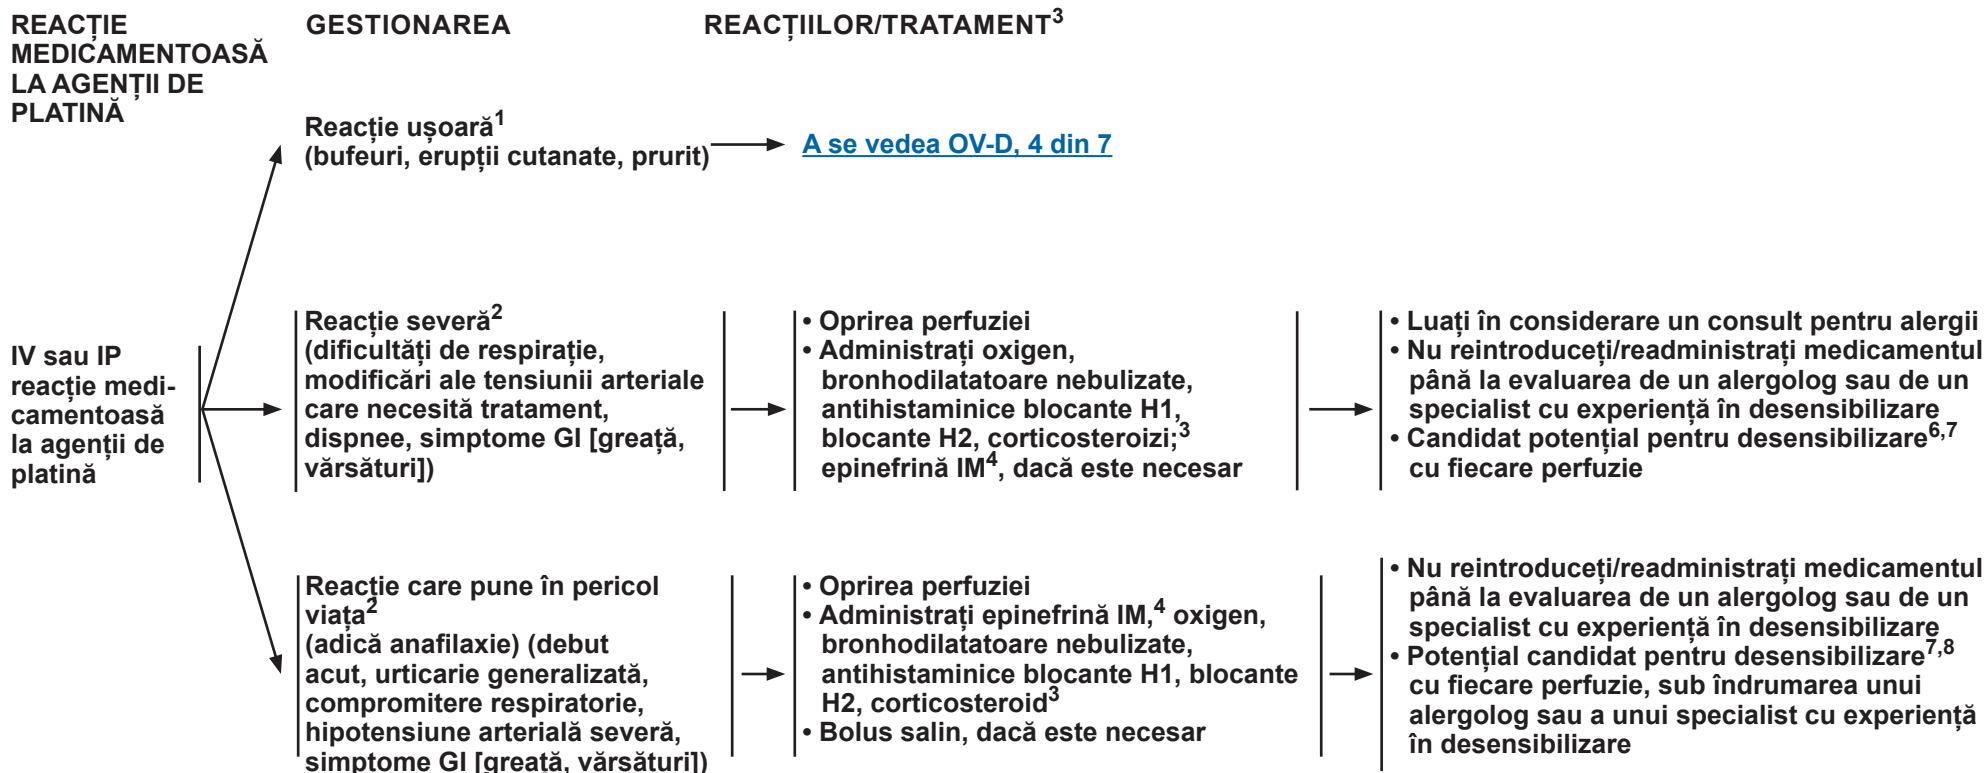 REACȚIE
MEDICAMENTOASĂ
LA AGENȚII DE
PLATINĂ
GESTIONAREA
REACȚIILOR/TRATAMENT3
Reacție ușoară1
(bufeuri, erupții cutanate, prurit)
A se vedea OV-D, 4 din 7
IV sau IP
reacție medi-
camentoasă
la agenții de
platină
Reacție severă2
(dificultăți de respirație,
modificări ale tensiunii arteriale
care necesită tratament,
dispnee, simptome GI [greață,
vărsături])
• Oprirea perfuziei
• Administrați oxigen,
bronhodilatatoare nebulizate,
antihistaminice blocante H1,
blocante H2, corticosteroizi;3
epinefrină IM4, dacă este necesar
• Luați în considerare un consult pentru alergii
• Nu reintroduceți/readministrați medicamentul
până la evaluarea de un alergolog sau de un
specialist cu experiență în desensibilizare
• Candidat potențial pentru desensibilizare6,7
cu fiecare perfuzie
Reacție care pune în pericol
viața2
(adică anafilaxie) (debut
acut, urticarie generalizată,
compromitere respiratorie,
hipotensiune arterială severă,
simptome GI [greață, vărsături])
• Oprirea perfuziei
• Administrați epinefrină IM,4 oxigen,
bronhodilatatoare nebulizate,
antihistaminice blocante H1, blocante
H2, corticosteroid3
• Bolus salin, dacă este necesar
• Nu reintroduceți/readministrați medicamentul
până la evaluarea de un alergolog sau de un
specialist cu experiență în desensibilizare
• Potențial candidat pentru desensibilizare7,8
cu fiecare perfuzie, sub îndrumarea unui
alergolog sau a unui specialist cu experiență
în desensibilizare